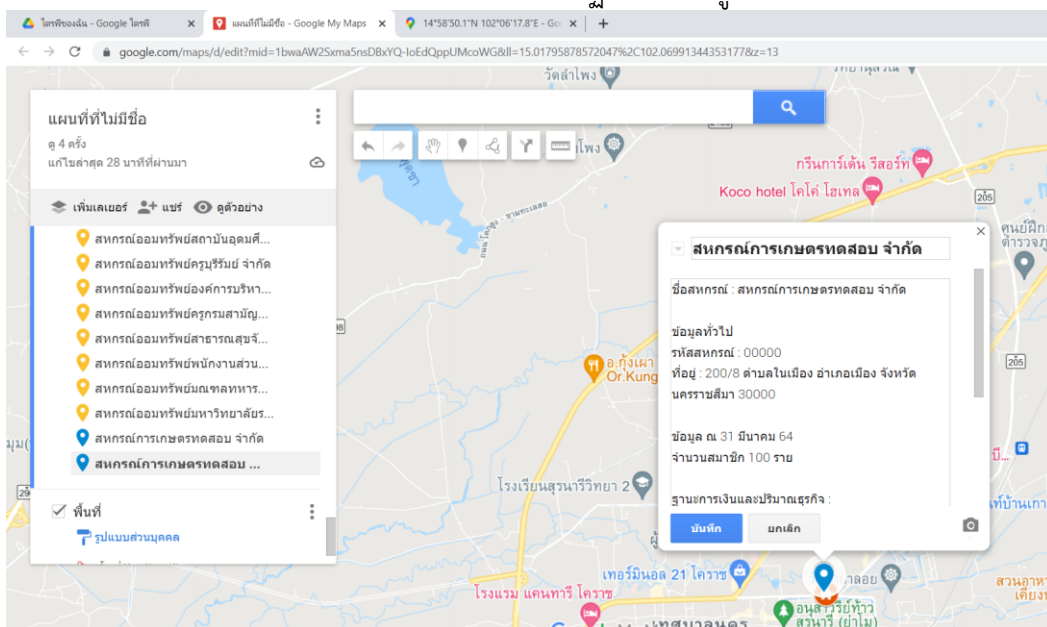 ไดรฟ์ของฉัน - Google ไดรฟ์
แผนที่ที่ไม่มีชื่อ - Google My Maps
14°58'50.1"N 102°06'17.8"E - Goo
google.com/maps/d/edit?mid=1bwaAW2Sxma5nsDBxYQ-IoEdQppUMcoWG&ll=15.01795878572047%2C102.069913443531​77&z=13
วัดลำโพง
แผนที่ที่ไม่มีชื่อ
ดู 4 ครั้ง
แก้ไขล่าสุด 28 นาทีที่ผ่านมา
เพิ่มเลเยอร์ แชร์ ดูตัวอย่าง
สหกรณ์ออมทรัพย์สถาบันอุดมศึ...
สหกรณ์ออมทรัพย์ครูบุรีรัมย์ จำกัด
สหกรณ์ออมทรัพย์องค์การบริหา...
สหกรณ์ออมทรัพย์ครูกรมสามัญ...
สหกรณ์ออมทรัพย์สาธารณสุขจั...
สหกรณ์ออมทรัพย์พนักงานส่วน...
สหกรณ์ออมทรัพย์มณฑลทหาร...
สหกรณ์ออมทรัพย์มหาวิทยาลัยร...
สหกรณ์การเกษตรทดสอบ จำกัด
สหกรณ์การเกษตรทดสอบ ...
พื้นที่
รูปแบบส่วนบุคคล
กรีนการ์เด้น รีสอร์ท
Koco hotel โคโค่ โฮเทล
205
205
สหกรณ์การเกษตรทดสอบ จำกัด
ชื่อสหกรณ์ : สหกรณ์การเกษตรทดสอบ จำกัด
ข้อมูลทั่วไป
รหัสสหกรณ์ : 00000
ที่อยู่ : 200/8 ตำบลในเมือง อำเภอเมือง จังหวัด
นครราชสีมา 30000
ข้อมูล ณ 31 มีนาคม 64
จำนวนสมาชิก 100 ราย
ฐานะการเงินและปริมาณธุรกิจ :
บันทึก ยกเลิก
ศูนย์ฝึก
ตำรวจภู
อ.กุ้งเผา
Or.Kung
โรงเรียนสุรนารีวิทยา 2
เทอร์มินอล 21 โคราช
โรงแรม แคนทารี โคราช
อนุสาวรีย์ท้าว
สุรนารี (ย่าโม)
สวนอาหา